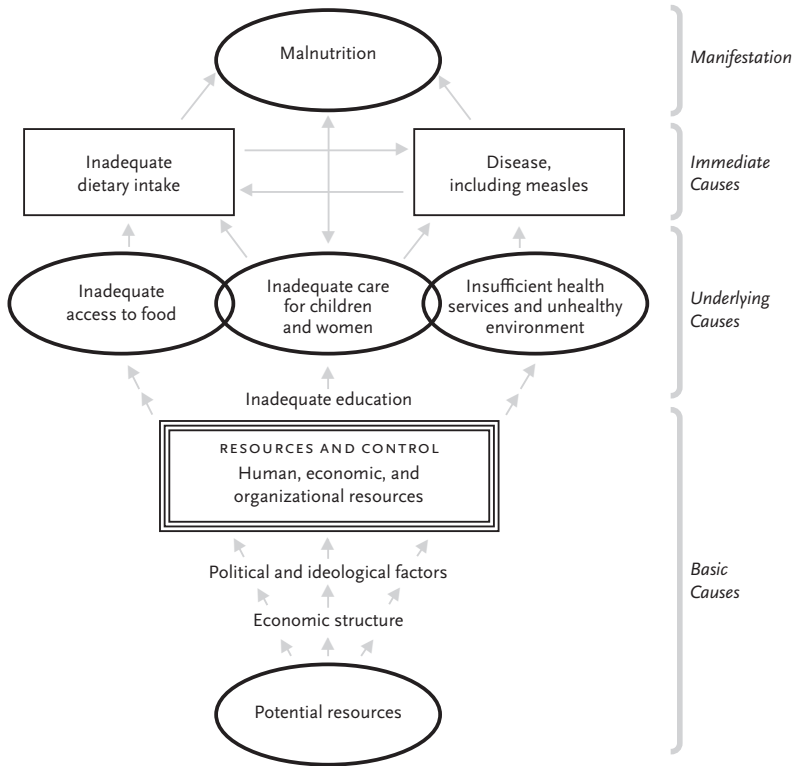 Malnutrition
Manifestation
Inadequate
dietary intake
Disease,
including measles
Immediate
Causes
Inadequate
access to food
Inadequate care
for children
and women
Insufficient health
services and unhealthy
environment
Underlying
Causes
Inadequate education
RESOURCES AND CONTROL
Human, economic, and
organizational resources
Political and ideological factors
Economic structure
Basic
Causes
Potential resources